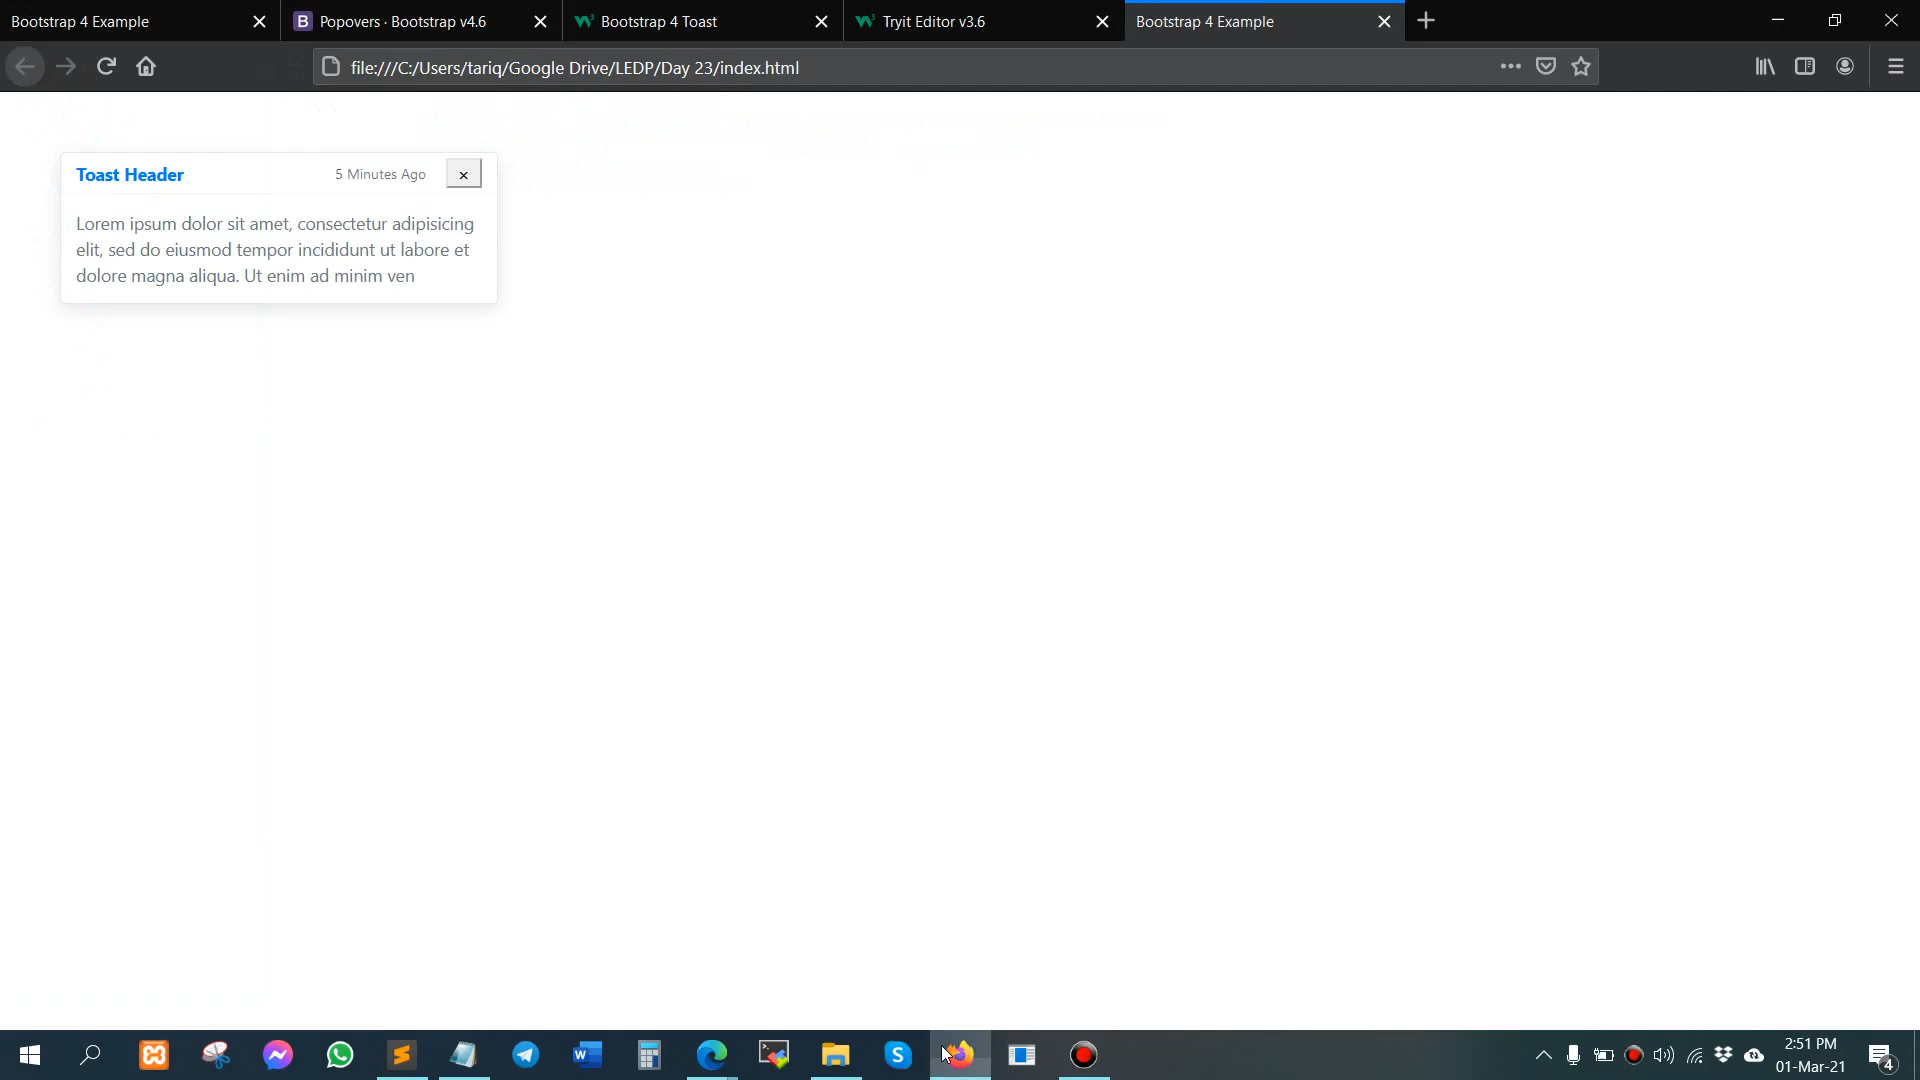 Bootstrap 4 Example
Popovers · Bootstrap v4.6
Bootstrap 4 Toast
Tryit Editor v3.6
Bootstrap 4 Example
file:///C:/Users/tariq/Google Drive/LEDP/Day 23/index.html
Toast Header
5 Minutes Ago
×
Lorem ipsum dolor sit amet, consectetur adipisicing
elit, sed do eiusmod tempor incididunt ut labore et
dolore magna aliqua. Ut enim ad minim ven
2:51 PM
01-Mar-21
4